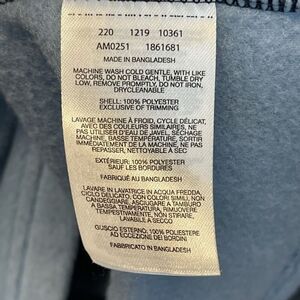 220 1219 10361
AM0251 1861681
MADE IN BANGLADESH
MACHINE WASH COLD GENTLE, WITH LIKE
COLORS, DO NOT BLEACH, TUMBLE DRY
LOW, REMOVE PROMPTLY, DO NOT IRON,
DRYCLEANABLE
SHELL: 100% POLYESTER
EXCLUSIVE OF TRIMMING
LAVAGE MACHINE À FROID, CYCLE DÉLICAT,
AVEC DES COULEURS SIMILAIRES, NE
PAS UTILISER D'EAU DE JAVEL, SÉCHAGE
MACHINE, BASSE TEMPÉRATURE, SORTIR
IMMÉDIATEMENT DE LA MACHINE, NE PAS
REPASSER, NETTOYABLE A SEC
EXTÉRIEUR: 100% POLYESTER
SAUF LES BORDURES
FABRIQUÉ AU BANGLADESH
LAVARE IN LAVATRICE IN ACQUA FREDDA,
CICLO DELICATO, CON COLORI SIMILI, NON
CANDEGGIARE, ASCIUGARE A TAMBURO
A BASSA TEMPERATURA, RIMUOVERE
TEMPESTIVAMENTE, NON STIRARE,
LAVABILE A SECCO
GUSCIO ESTERNO: 100% POLIESTERE
AD ECCEZIONE DEI BORDINI
FABBRICATO IN BANGLADESH